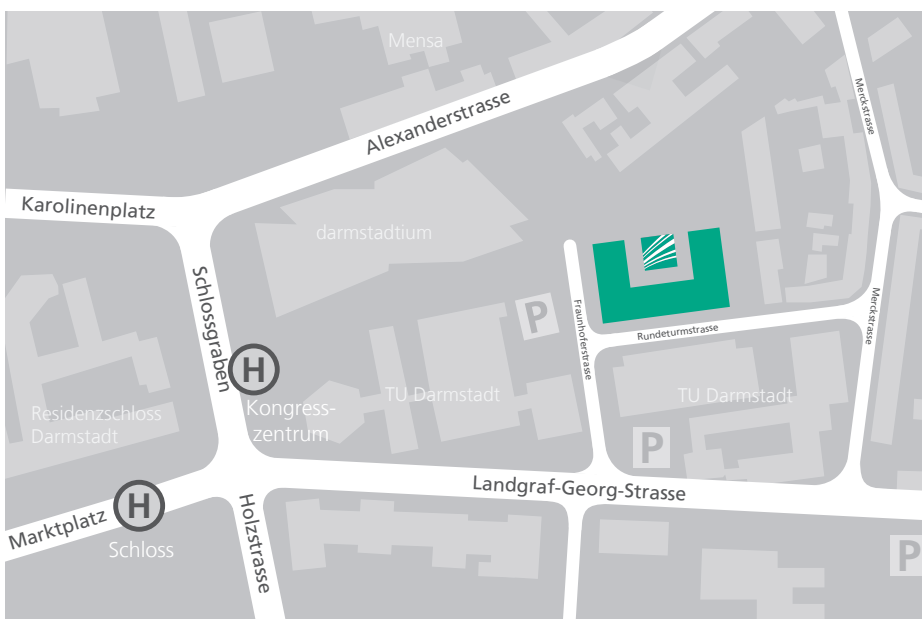 Mensa
Alexanderstrasse
Merckstrasse
Karolinenplatz
darmstadtium
Schlossgraben
Fraunhoferstrasse
P
Rundeturmstrasse
Merckstrasse
H
Kongress-
zentrum
TU Darmstadt
TU Darmstadt
Residenzschloss
Darmstadt
P
Landgraf-Georg-Strasse
H
Marktplatz
Schloss
Holzstrasse
P